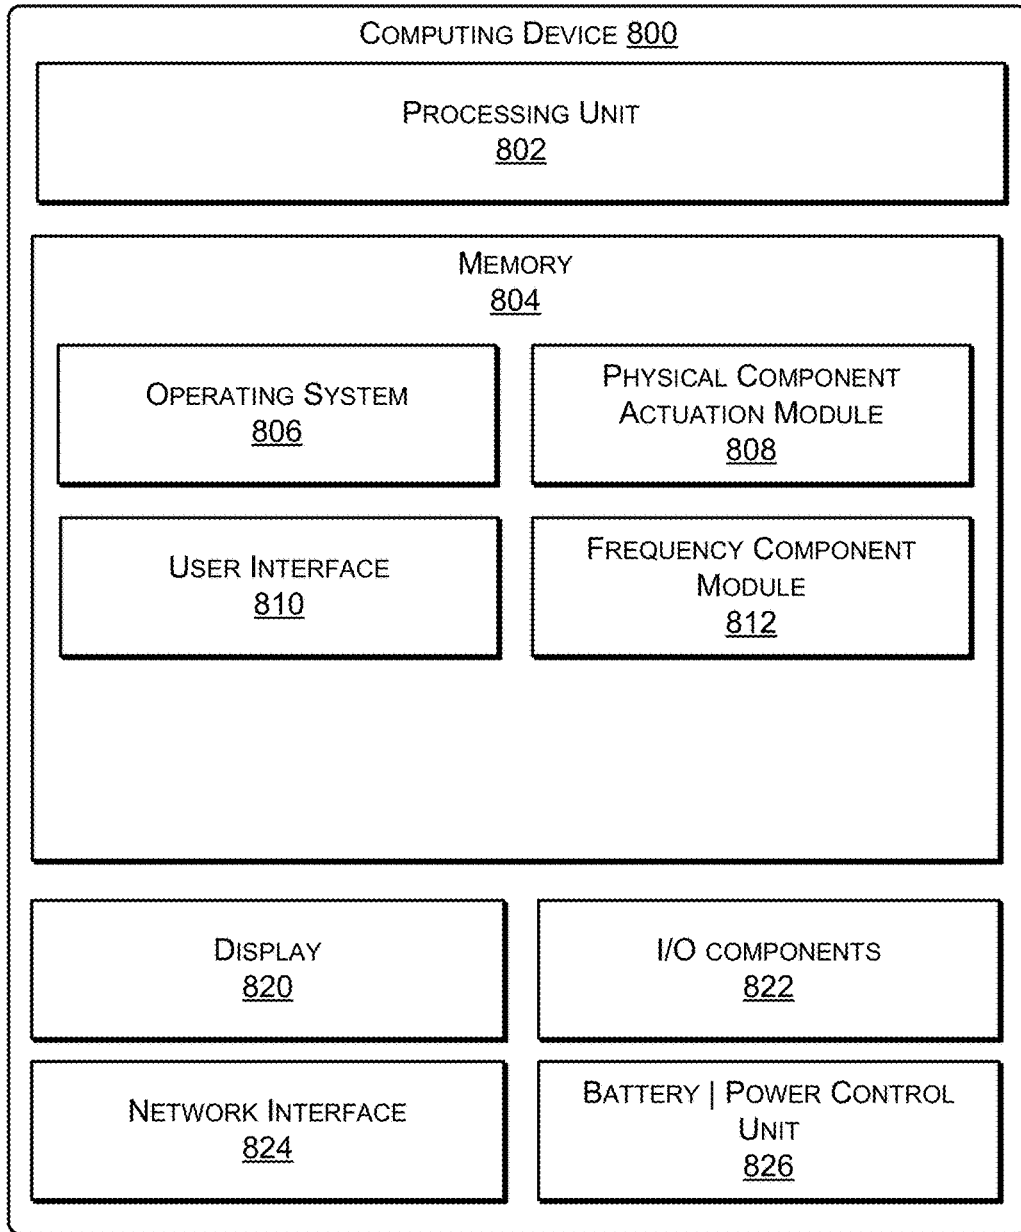 COMPUTING DEVICE 800
PROCESSING UNIT
802
MEMORY
804
OPERATING SYSTEM
806
PHYSICAL COMPONENT
ACTUATION MODULE
808
USER INTERFACE
810
FREQUENCY COMPONENT
MODULE
812
DISPLAY
820
I/O COMPONENTS
822
NETWORK INTERFACE
824
BATTERY | POWER CONTROL
UNIT
826